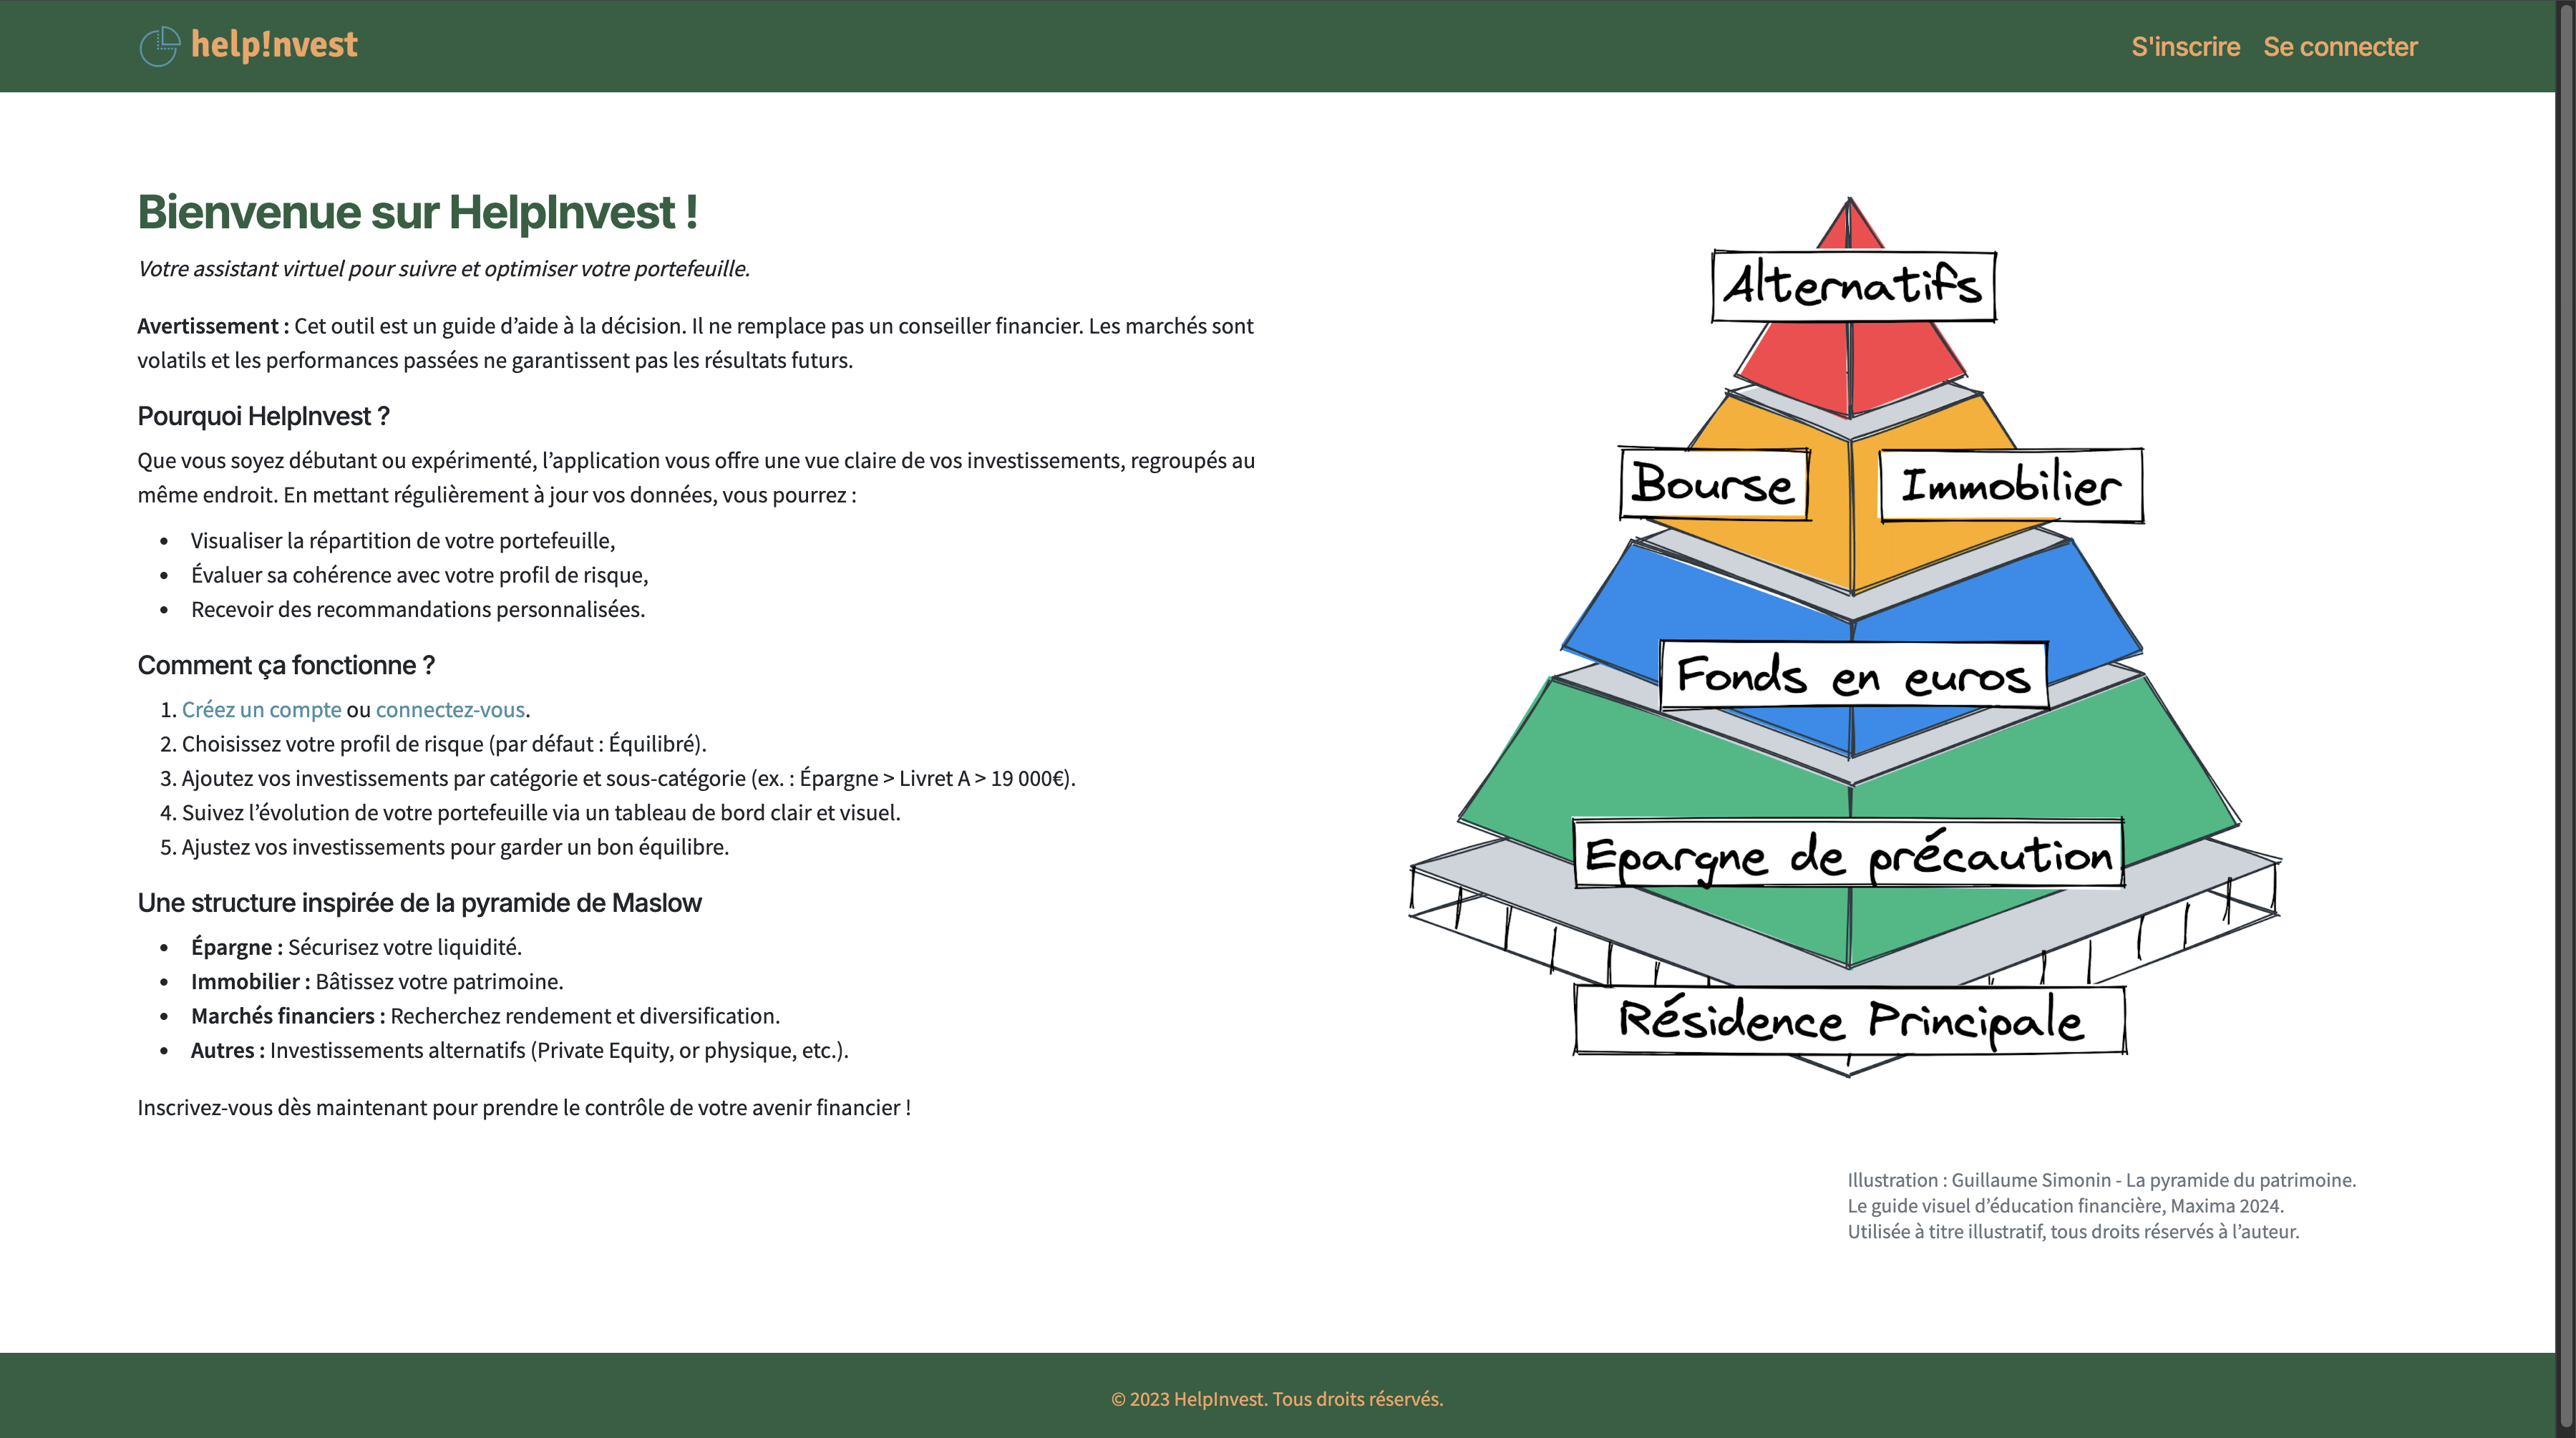 help!nvest
S'inscrire Se connecter
Bienvenue sur HelpInvest !
Votre assistant virtuel pour suivre et optimiser votre portefeuille.
Avertissement : Cet outil est un guide d’aide à la décision. Il ne remplace pas un conseiller financier. Les marchés sont
volatils et les performances passées ne garantissent pas les résultats futurs.
Pourquoi HelpInvest ?
Que vous soyez débutant ou expérimenté, l’application vous offre une vue claire de vos investissements, regroupés au
même endroit. En mettant régulièrement à jour vos données, vous pourrez :
• Visualiser la répartition de votre portefeuille,
• Évaluer sa cohérence avec votre profil de risque,
• Recevoir des recommandations personnalisées.
Comment ça fonctionne ?
1. Créez un compte ou connectez-vous.
2. Choisissez votre profil de risque (par défaut : Équilibré).
3. Ajoutez vos investissements par catégorie et sous-catégorie (ex. : Épargne > Livret A > 19 000€).
4. Suivez l’évolution de votre portefeuille via un tableau de bord clair et visuel.
5. Ajustez vos investissements pour garder un bon équilibre.
Une structure inspirée de la pyramide de Maslow
• Épargne : Sécurisez votre liquidité.
• Immobilier : Bâtissez votre patrimoine.
• Marchés financiers : Recherchez rendement et diversification.
• Autres : Investissements alternatifs (Private Equity, or physique, etc.).
Inscrivez-vous dès maintenant pour prendre le contrôle de votre avenir financier !
Alternatifs
Bourse
Immobilier
Fonds en euros
Epargne de précaution
Résidence Principale
Illustration : Guillaume Simonin - La pyramide du patrimoine.
Le guide visuel d’éducation financière, Maxima 2024.
Utilisée à titre illustratif, tous droits réservés à l’auteur.
© 2023 HelpInvest. Tous droits réservés.